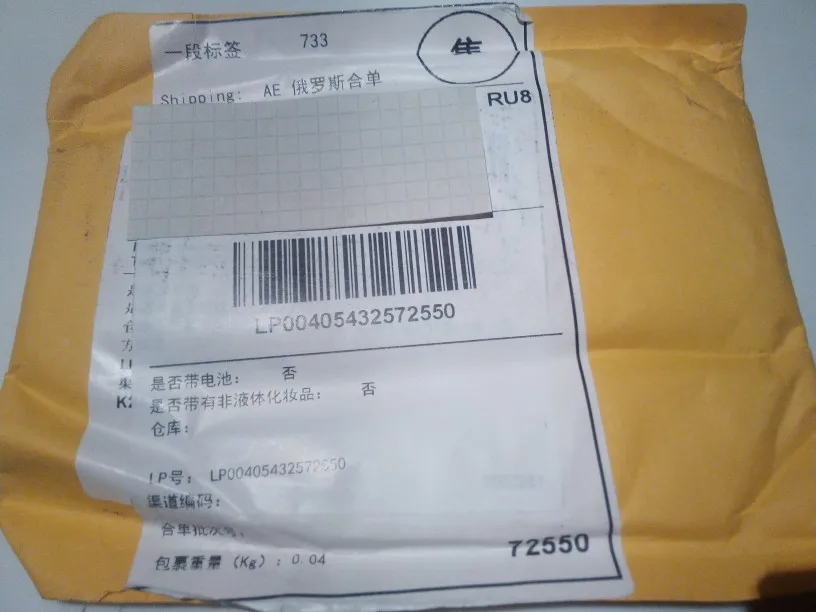 一段标签 733
Shipping: AE 俄罗斯合单
RU8
LP00405432572550
是否带电池: 否
是否带有非液体化妆品: 否
仓库:
LP号: LP00405432572550
渠道编码:
合单批次号:
包裹重量 (Kg) : 0.04
72550